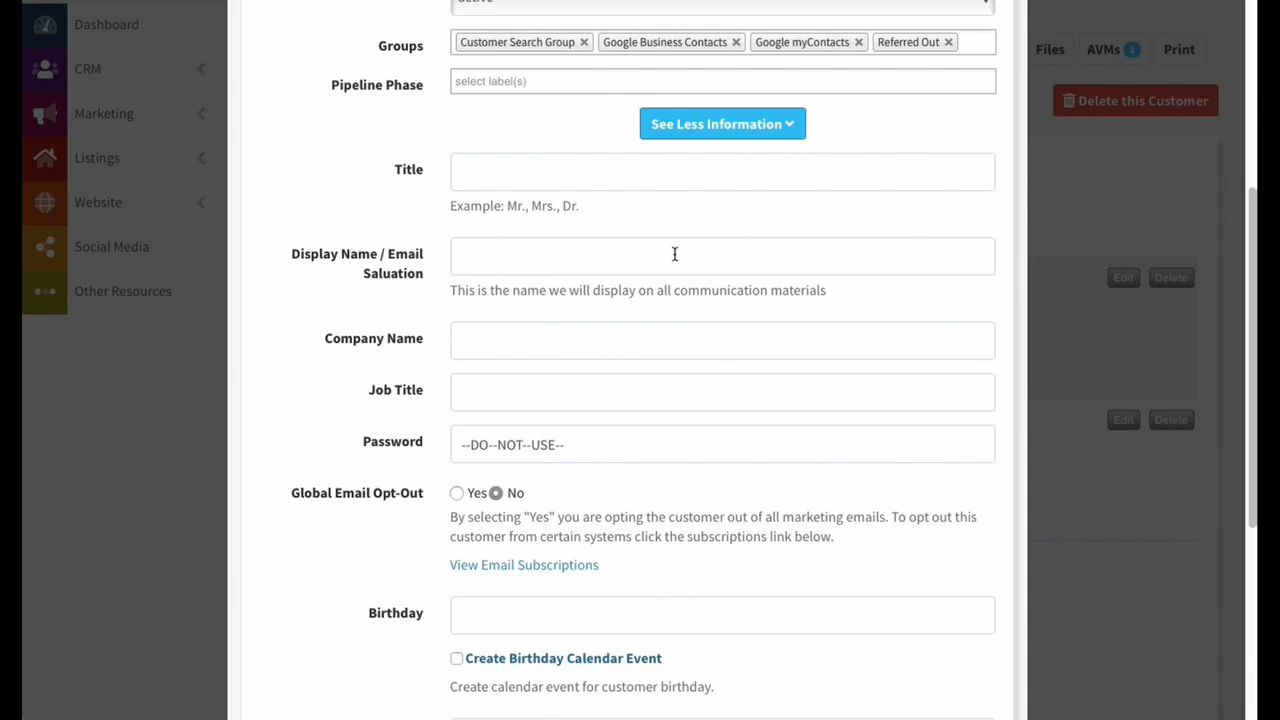 Dashboard
CRM
Marketing
Listings
Website
Social Media
Other Resources
Groups
Customer Search Group
Google Business Contacts
Google myContacts
Referred Out
Pipeline Phase
select label(s)
See Less Information
Title
Example: Mr., Mrs., Dr.
Display Name / Email
Saluation
This is the name we will display on all communication materials
Company Name
Job Title
Password
--DO--NOT--USE--
Global Email Opt-Out
Yes No
By selecting "Yes" you are opting the customer out of all marketing emails. To opt out this
customer from certain systems click the subscriptions link below.
View Email Subscriptions
Birthday
Create Birthday Calendar Event
Create calendar event for customer birthday.
Files
AVMs 1
Print
Delete this Customer
Edit Delete
Edit Delete